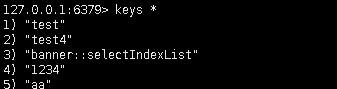 127.0.0.1:6379> keys *
1) "test"
2) "test4"
3) "banner::selectIndexList"
4) "1234"
5) "aa"